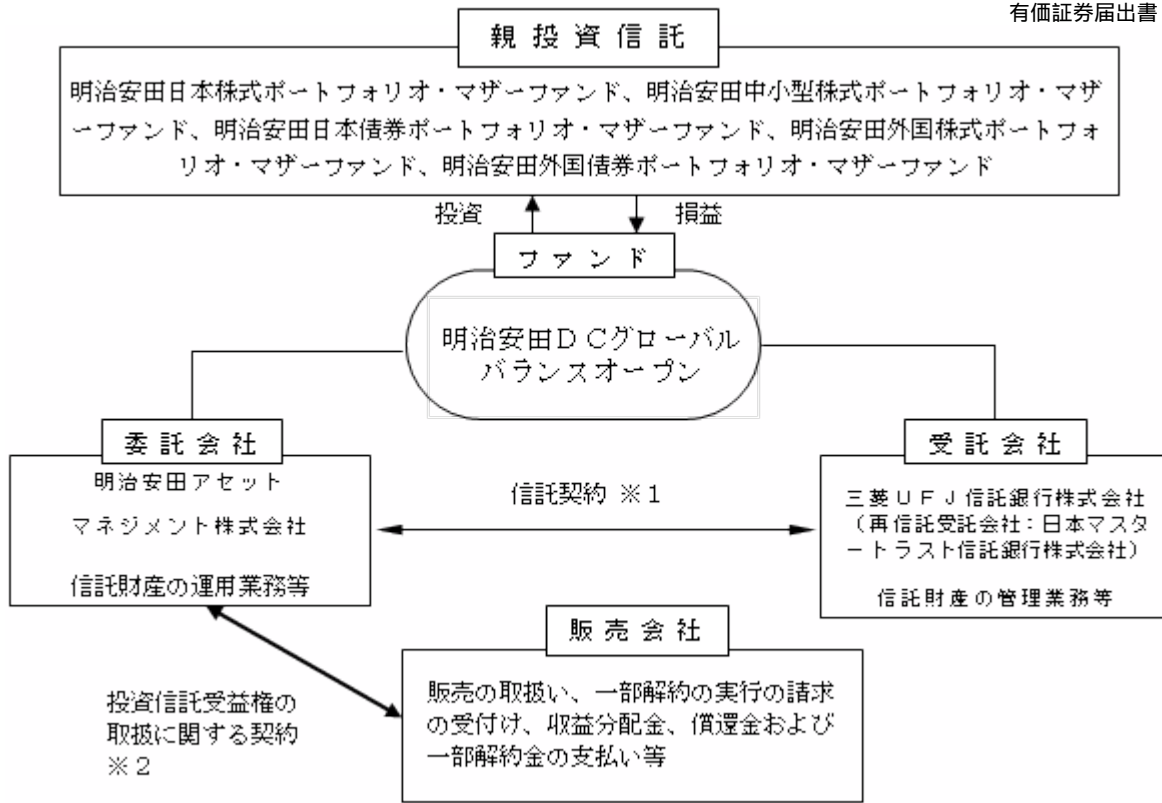 有価証券届出書
親投資信託
明治安田日本株式ポートフォリオ・マザーファンド、明治安田中小型株式ポートフォリオ・マザ
ーファンド、明治安田日本債券ポートフォリオ・マザーファンド、明治安田外国株式ポートフォ
リオ・マザーファンド、明治安田外国債券ポートフォリオ・マザーファンド
投資
損益
ファンド
明治安田DCグローバル
バランスオープン
委託会社
明治安田アセット
マネジメント株式会社
信託財産の運用業務等
信託契約 ※1
受託会社
三菱UFJ信託銀行株式会社
(再信託受託会社:日本マスタ
ートラスト信託銀行株式会社)
信託財産の管理業務等
投資信託受益権の
取扱に関する契約
※2
販売会社
販売の取扱い、一部解約の実行の請求
の受付け、収益分配金、償還金および
一部解約金の支払い等